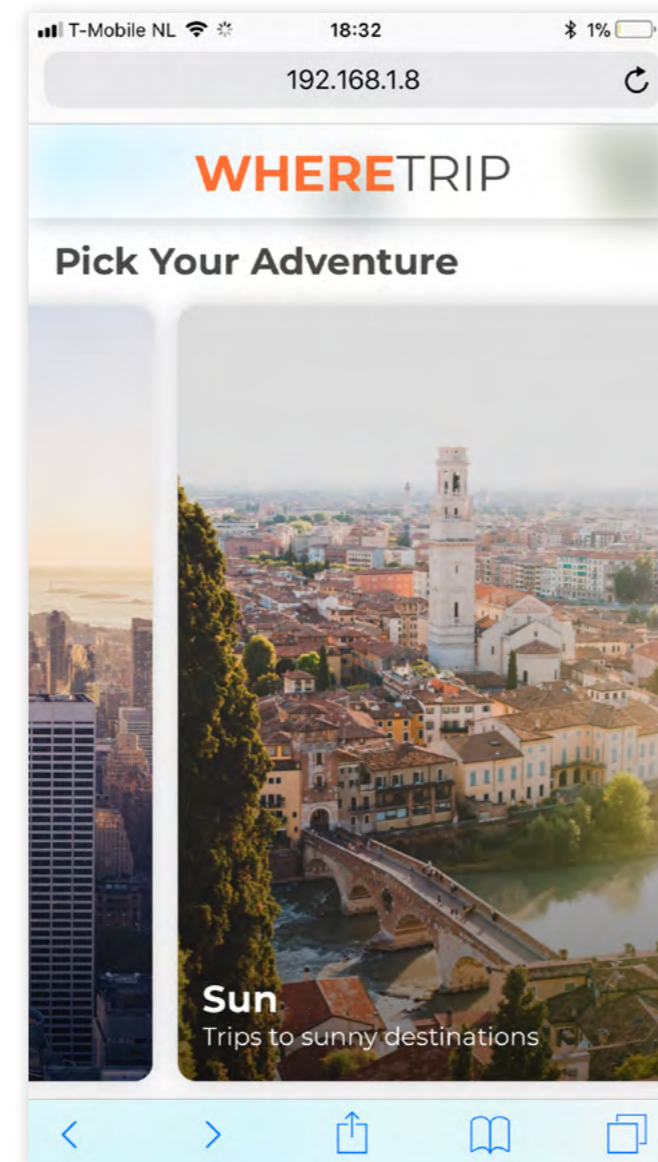 T-Mobile NL 18:32 1%
192.168.1.8
WHERETRIP
Pick Your Adventure
Sun
Trips to sunny destinations